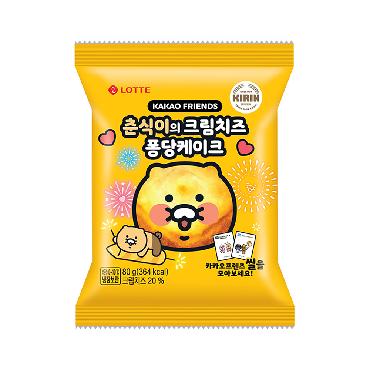 LOTTE
KIRIN
KAKAO FRIENDS
춘식이의 크림치즈
퐁당케이크
카카오프렌즈 씰을
모아보세요!
80 g(364 kcal)
크림치즈 20 %